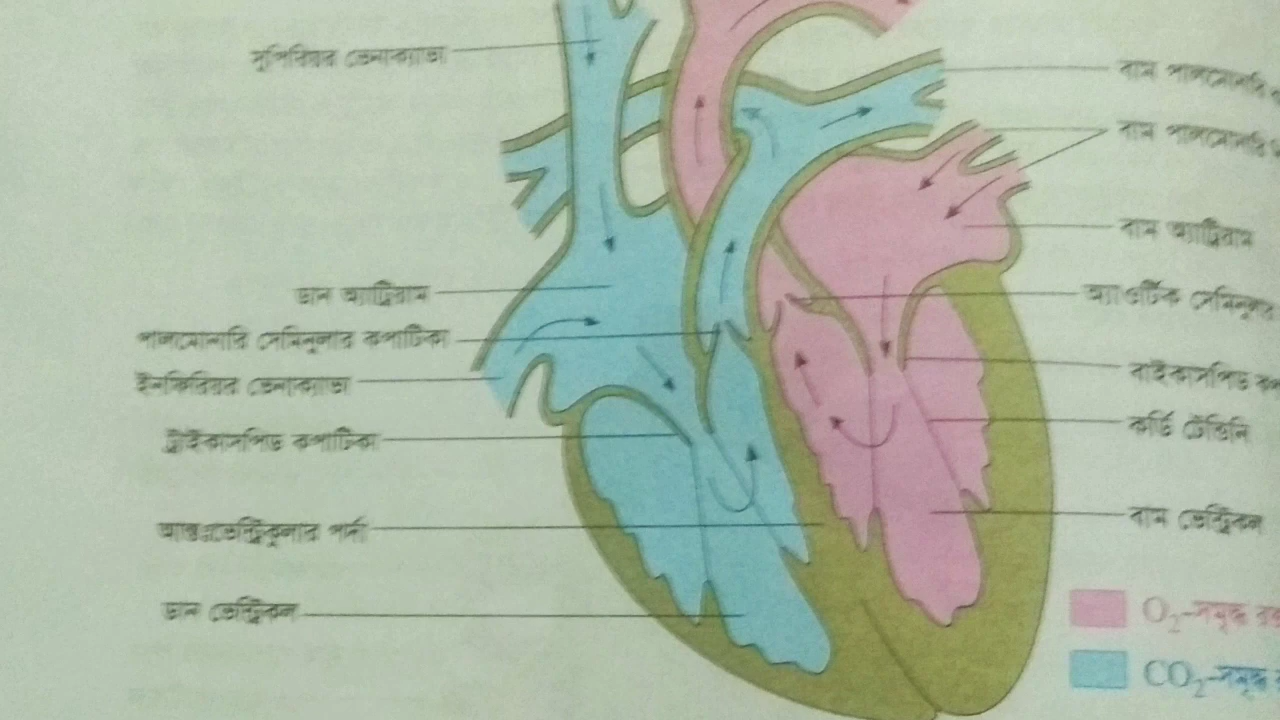 সুপিরিয়র ভেনাক্যাভা
ডান অ্যাট্রিয়াম
পালমোনারি সেমিলুনার কপাটিকা
ইনফিরিয়র ভেনাক্যাভা
ট্রাইকাসপিড কপাটিকা
আন্তঃভেন্ট্রিকুলার পর্দা
ডান ভেন্ট্রিকল
বাম পালমোনারি
বাম পালমোনারি
বাম অ্যাট্রিয়াম
অ্যাওর্টিক সেমিলুনার
বাইকাসপিড
কর্ডি টেন্ডিনি
বাম ভেন্ট্রিকল
O₂-সমৃদ্ধ
CO₂-সমৃদ্ধ